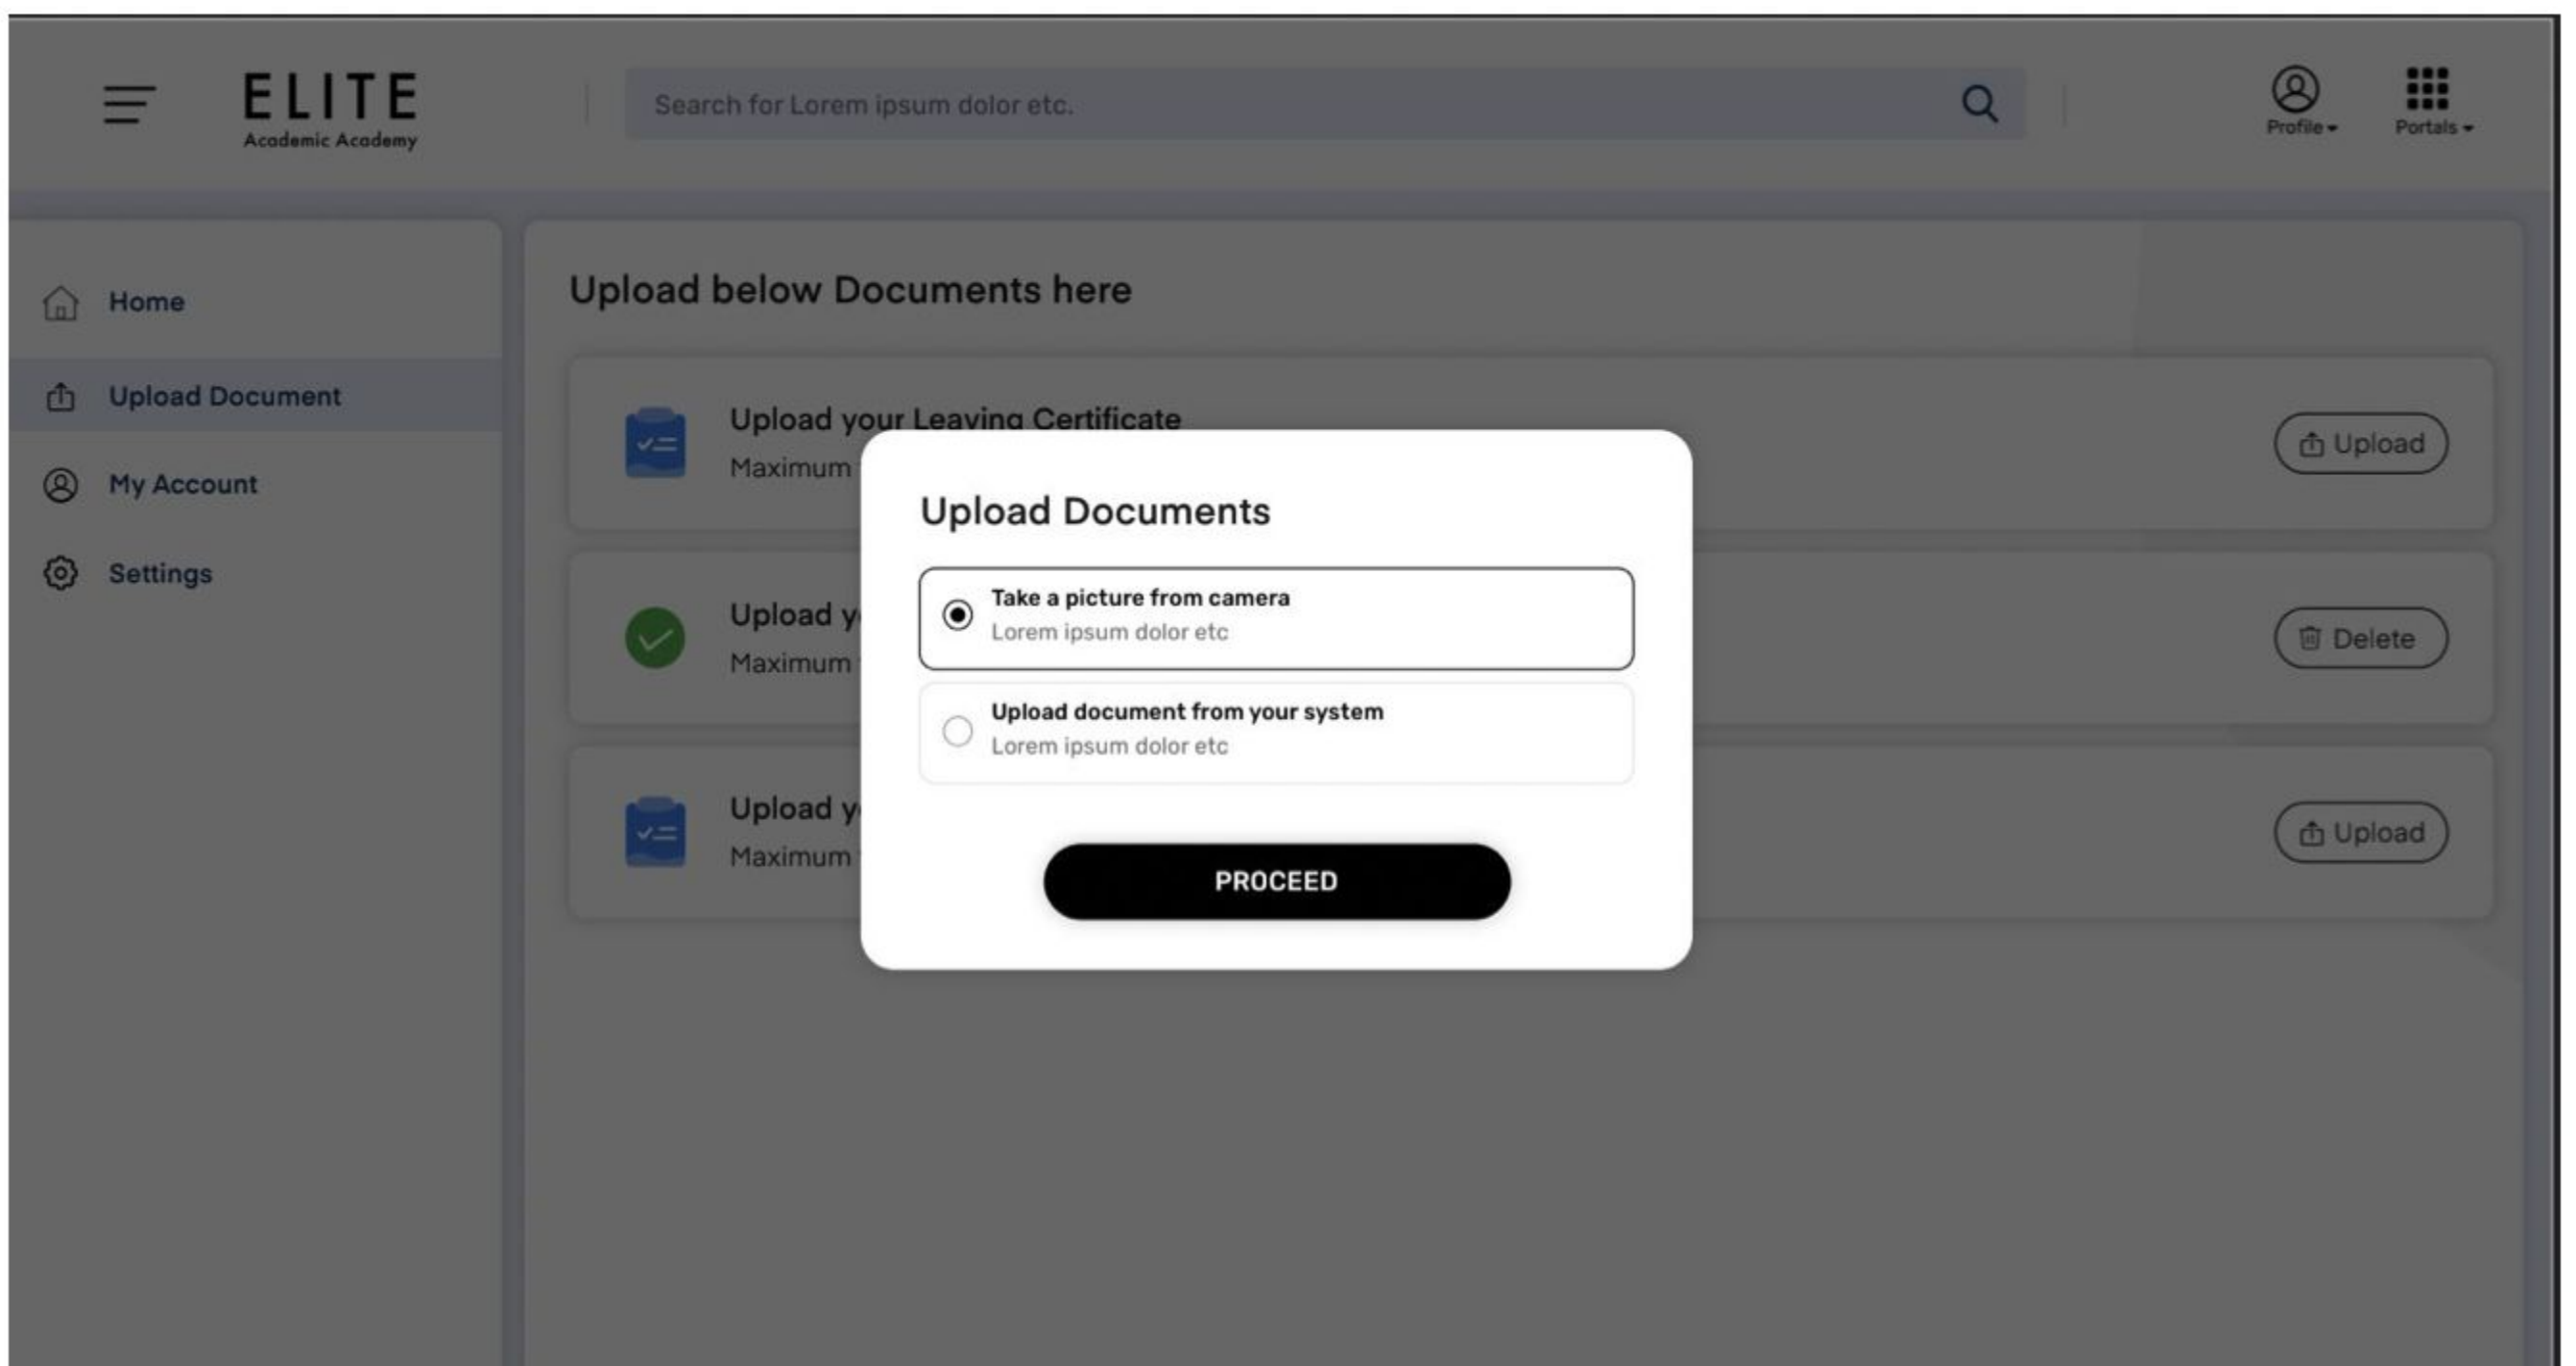 ELITE
Academic Academy
Search for Lorem ipsum dolor etc.
Profile
Portals
Home
Upload Document
My Account
Settings
Upload below Documents here
Upload your Leaving Certificate
Maximum
Upload
Upload
Maximum
Delete
Upload
Maximum
Upload
Upload Documents
Take a picture from camera
Lorem ipsum dolor etc
Upload document from your system
Lorem ipsum dolor etc
PROCEED